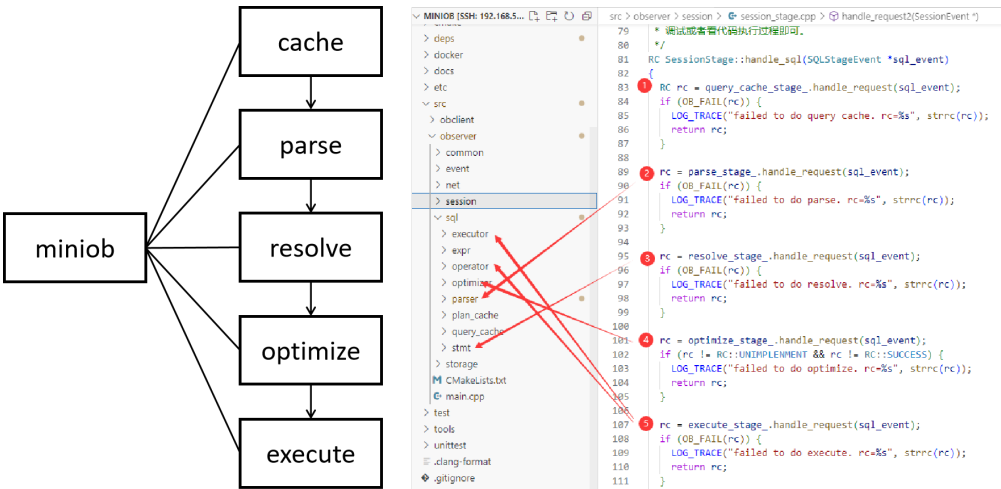 cache
parse
miniob
resolve
optimize
execute
MINIOB [SSH: 192.168.5...
deps
docker
docs
etc
src
obclient
observer
common
event
net
session
sql
executor
expr
operator
optimizer
parser
plan_cache
query_cache
stmt
storage
CMakeLists.txt
main.cpp
test
tools
unittest
.clang-format
.gitignore
src > observer > session > session_stage.cpp > handle_request2(SessionEvent *)
79 * 调试或者看代码执行过程即可。
80 */
81 RC SessionStage::handle_sql(SQLStageEvent *sql_event)
82 {
1 83 RC rc = query_cache_stage_.handle_request(sql_event);
84 if (OB_FAIL(rc)) {
85 LOG_TRACE("failed to do query cache. rc=%s", strrc(rc));
86 return rc;
87 }
88
2 89 rc = parse_stage_.handle_request(sql_event);
90 if (OB_FAIL(rc)) {
91 LOG_TRACE("failed to do parse. rc=%s", strrc(rc));
92 return rc;
93 }
94
3 95 rc = resolve_stage_.handle_request(sql_event);
96 if (OB_FAIL(rc)) {
97 LOG_TRACE("failed to do resolve. rc=%s", strrc(rc));
98 return rc;
99 }
100
4 101 rc = optimize_stage_.handle_request(sql_event);
102 if (rc != RC::UNIMPLENMENT && rc != RC::SUCCESS) {
103 LOG_TRACE("failed to do optimize. rc=%s", strrc(rc));
104 return rc;
105 }
106
5 107 rc = execute_stage_.handle_request(sql_event);
108 if (OB_FAIL(rc)) {
109 LOG_TRACE("failed to do execute. rc=%s", strrc(rc));
110 return rc;
111 }